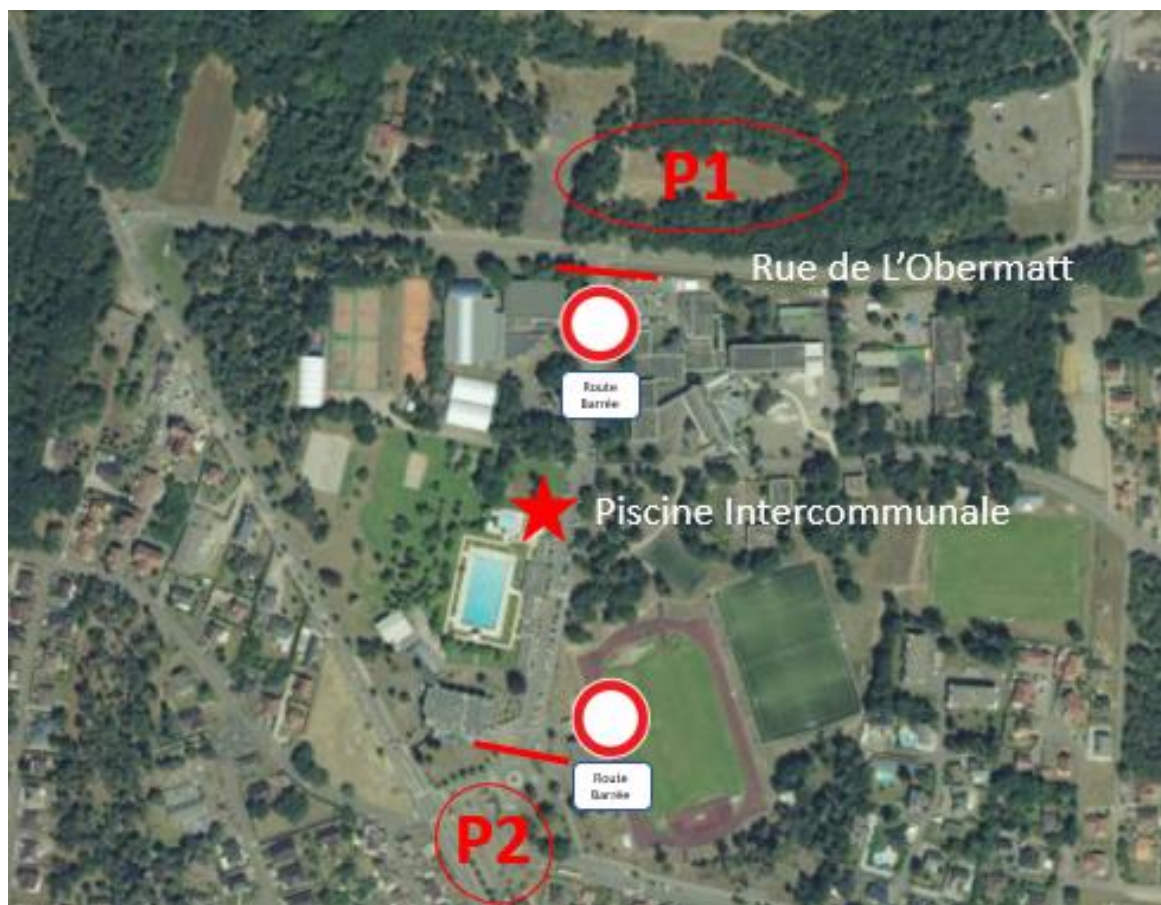 P1
Rue de L'Obermatt
Route
Barrée
Piscine Intercommunale
Route
Barrée
P2